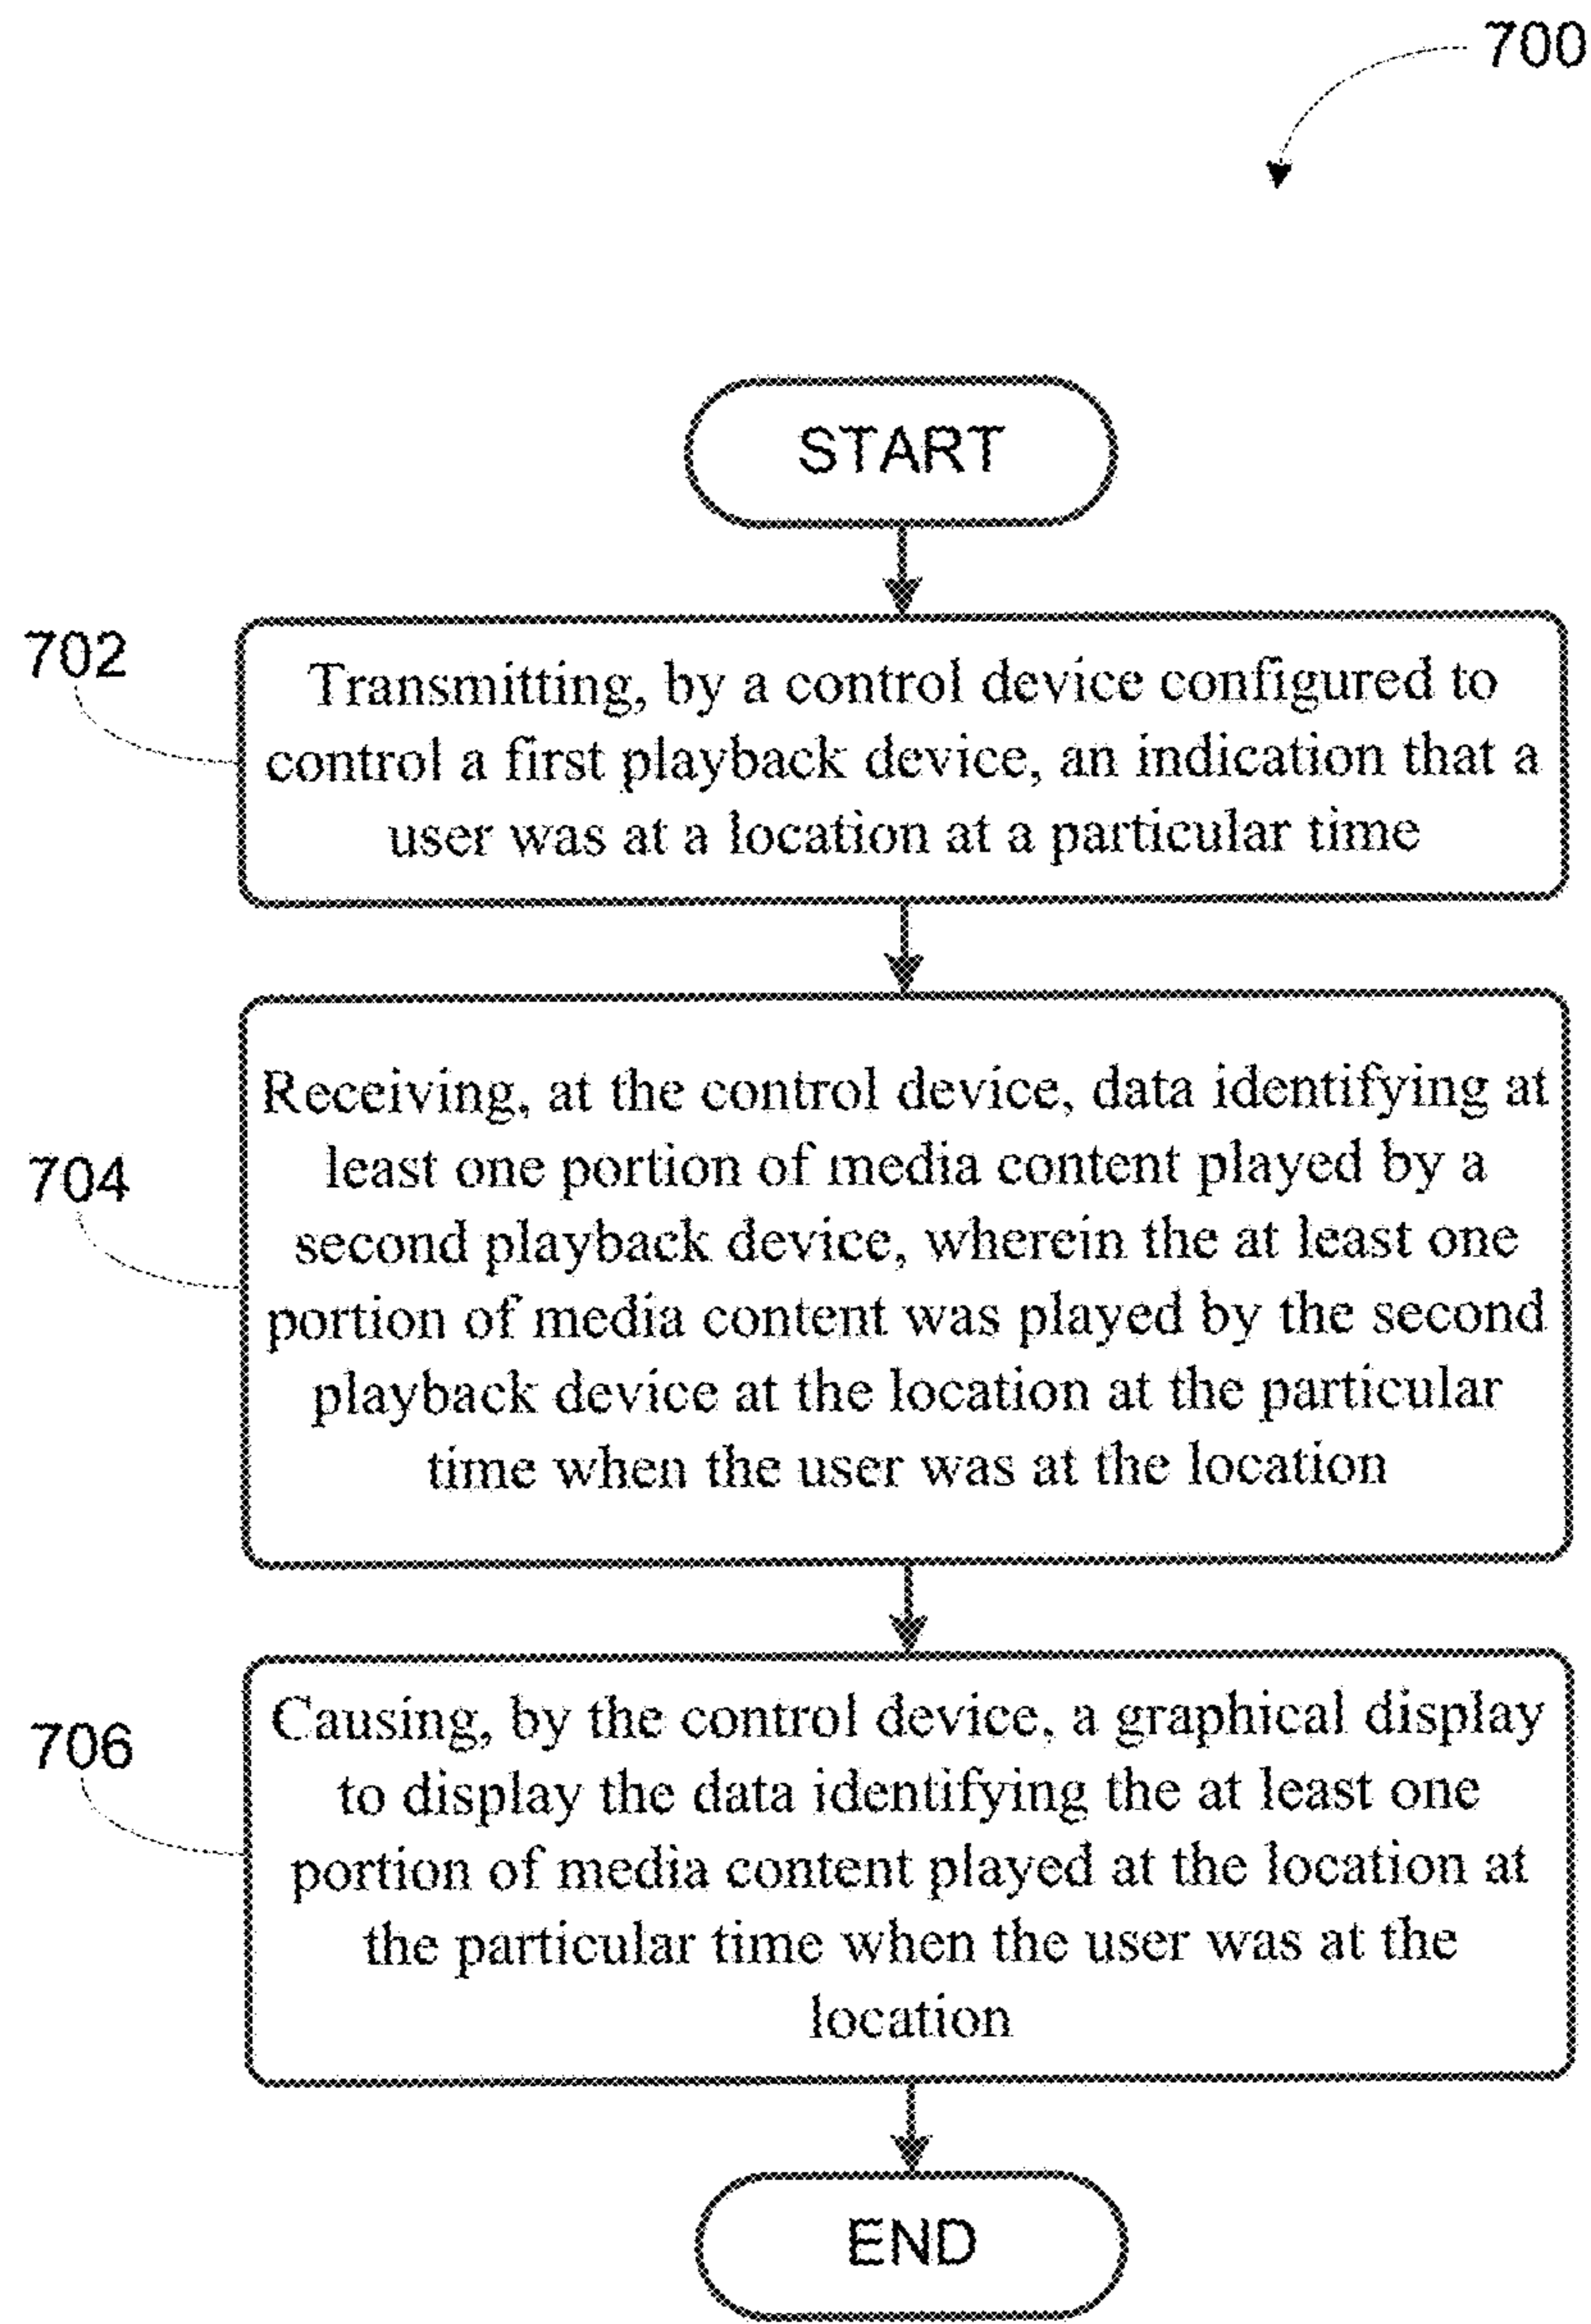 700
START
702
Transmitting, by a control device configured to
control a first playback device, an indication that a
user was at a location at a particular time
704
Receiving, at the control device, data identifying at
least one portion of media content played by a
second playback device, wherein the at least one
portion of media content was played by the second
playback device at the location at the particular
time when the user was at the location
706
Causing, by the control device, a graphical display
to display the data identifying the at least one
portion of media content played at the location at
the particular time when the user was at the
location
END